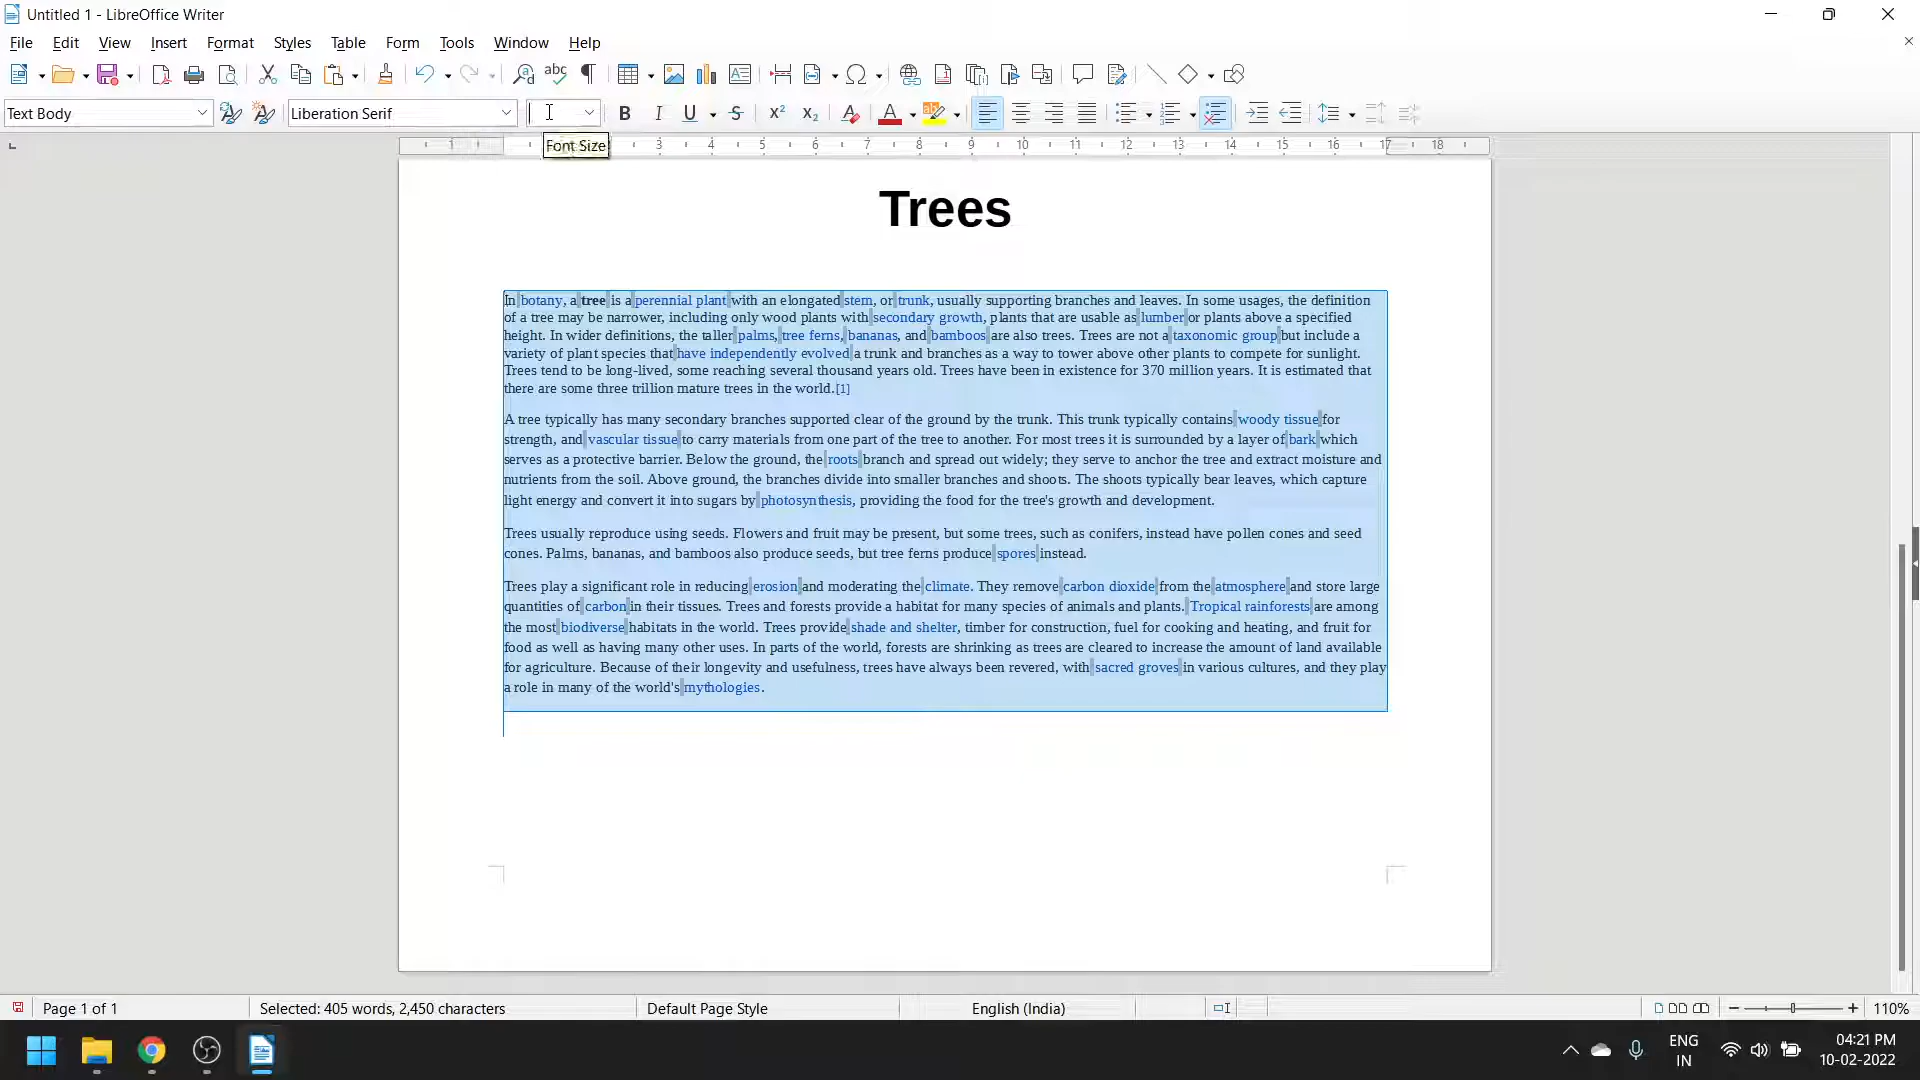 Untitled 1 - LibreOffice Writer
File Edit View Insert Format Styles Table Form Tools Window Help
Text Body Liberation Serif
Font Size
1 3 4 5 6 7 8 9 10 11 12 13 14 15 16 17 18
Trees
In botany, a tree is a perennial plant with an elongated stem, or trunk, usually supporting branches and leaves. In some usages, the definition
of a tree may be narrower, including only wood plants with secondary growth, plants that are usable as lumber or plants above a specified
height. In wider definitions, the taller palms, tree ferns, bananas, and bamboos are also trees. Trees are not a taxonomic group but include a
variety of plant species that have independently evolved a trunk and branches as a way to tower above other plants to compete for sunlight.
Trees tend to be long-lived, some reaching several thousand years old. Trees have been in existence for 370 million years. It is estimated that
there are some three trillion mature trees in the world.[1]
A tree typically has many secondary branches supported clear of the ground by the trunk. This trunk typically contains woody tissue for
strength, and vascular tissue to carry materials from one part of the tree to another. For most trees it is surrounded by a layer of bark which
serves as a protective barrier. Below the ground, the roots branch and spread out widely; they serve to anchor the tree and extract moisture and
nutrients from the soil. Above ground, the branches divide into smaller branches and shoots. The shoots typically bear leaves, which capture
light energy and convert it into sugars by photosynthesis, providing the food for the tree's growth and development.
Trees usually reproduce using seeds. Flowers and fruit may be present, but some trees, such as conifers, instead have pollen cones and seed
cones. Palms, bananas, and bamboos also produce seeds, but tree ferns produce spores instead.
Trees play a significant role in reducing erosion and moderating the climate. They remove carbon dioxide from the atmosphere and store large
quantities of carbon in their tissues. Trees and forests provide a habitat for many species of animals and plants. Tropical rainforests are among
the most biodiverse habitats in the world. Trees provide shade and shelter, timber for construction, fuel for cooking and heating, and fruit for
food as well as having many other uses. In parts of the world, forests are shrinking as trees are cleared to increase the amount of land available
for agriculture. Because of their longevity and usefulness, trees have always been revered, with sacred groves in various cultures, and they play
a role in many of the world's mythologies.
Page 1 of 1 Selected: 405 words, 2,450 characters Default Page Style English (India) 110%
ENG
IN
04:21 PM
10-02-2022